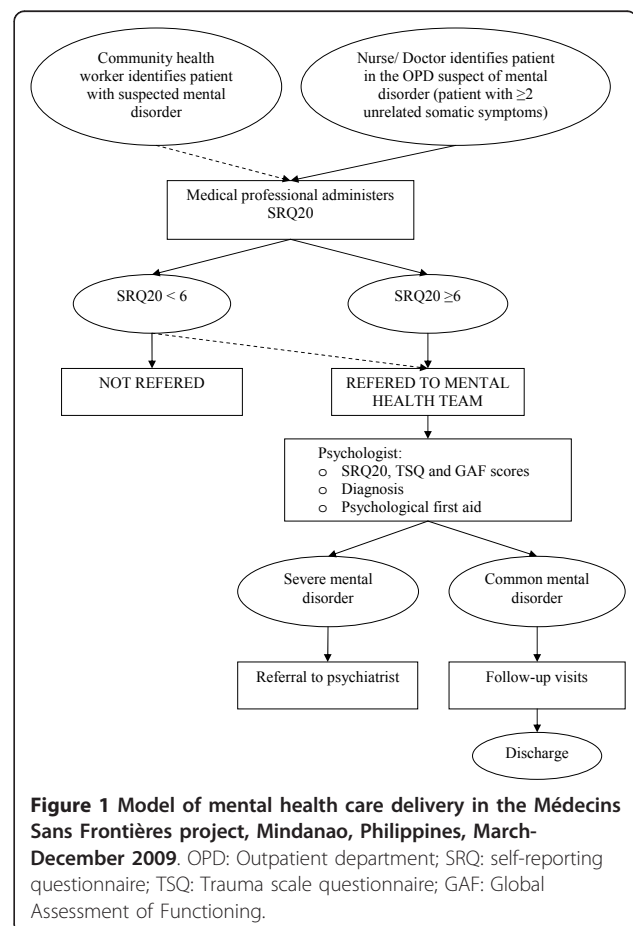 Community health
worker identifies patient
with suspected mental
disorder
Nurse/ Doctor identifies patient
in the OPD suspect of mental
disorder (patient with ≥2
unrelated somatic symptoms)
Medical professional administers
SRQ20
SRQ20 < 6
SRQ20 ≥6
NOT REFERED
REFERED TO MENTAL
HEALTH TEAM
Psychologist:
o SRQ20, TSQ and GAF scores
o Diagnosis
o Psychological first aid
Severe mental
disorder
Common mental
disorder
Referral to psychiatrist
Follow-up visits
Discharge
Figure 1 Model of mental health care delivery in the Médecins
Sans Frontières project, Mindanao, Philippines, March-
December 2009. OPD: Outpatient department; SRQ: self-reporting
questionnaire; TSQ: Trauma scale questionnaire; GAF: Global
Assessment of Functioning.